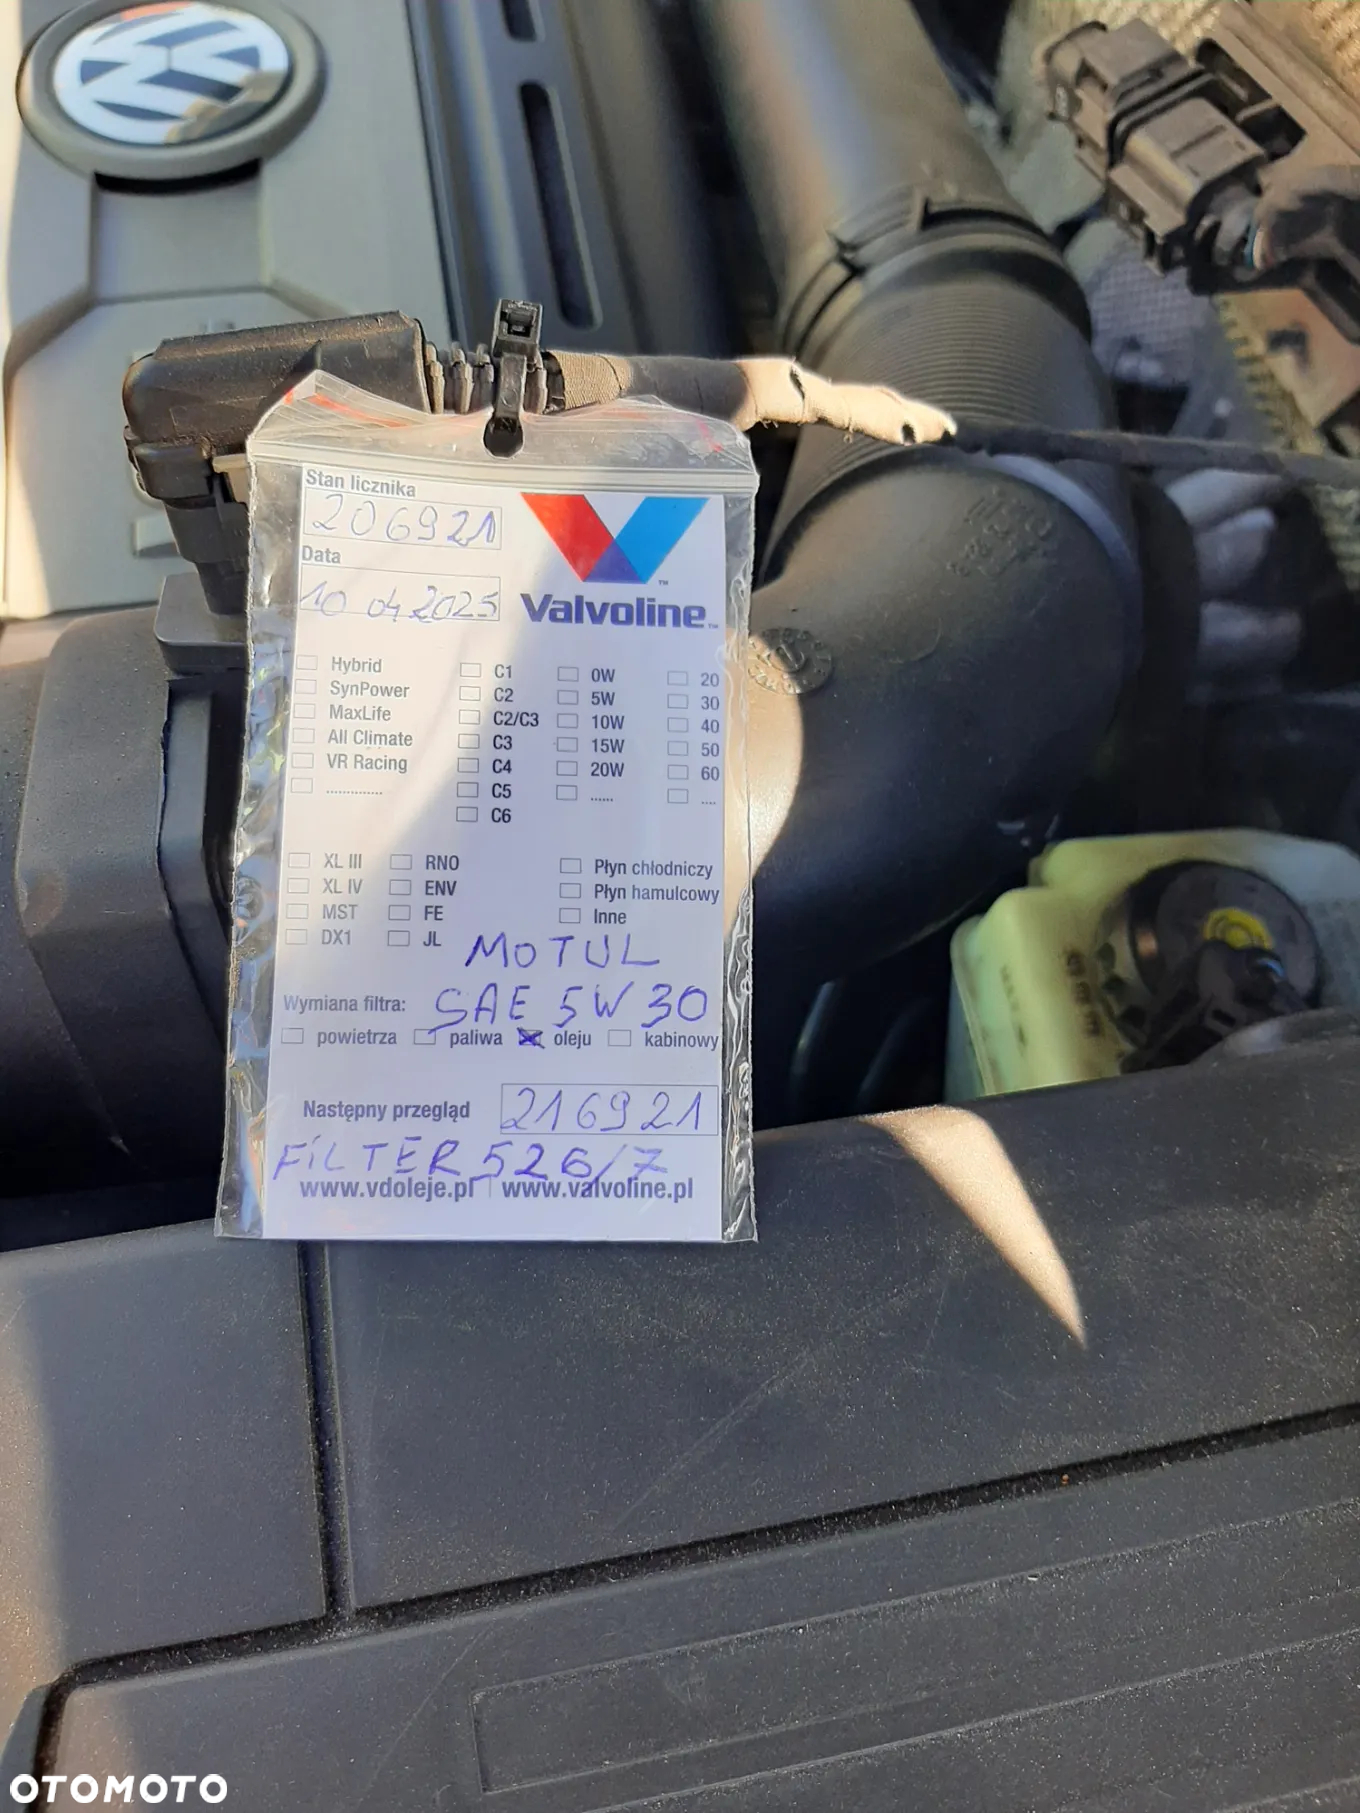 Stan licznika
206921
Data
10 04 2025
Valvoline™
Hybrid
SynPower
MaxLife
All Climate
VR Racing
..............
C1
C2
C2/C3
C3
C4
C5
C6
0W
5W
10W
15W
20W
......
20
30
40
50
60
....
XL III
XL IV
MST
DX1
RNO
ENV
FE
JL
Płyn chłodniczy
Płyn hamulcowy
Inne
MOTUL
Wymiana filtra: SAE 5W30
powietrza paliwa oleju kabinowy
Następny przegląd 216921
FILTER 526/7
www.vdoleje.pl | www.valvoline.pl
OTOMOTO